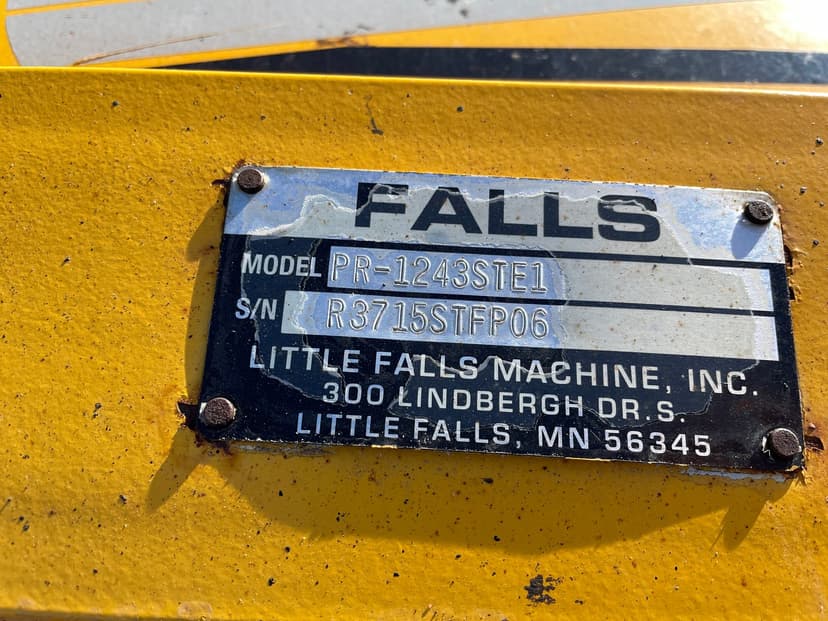 FALLS
MODEL PR-1243STE1
S/N R3715STFP06
LITTLE FALLS MACHINE, INC.
300 LINDBERGH DR.S.
LITTLE FALLS, MN 56345